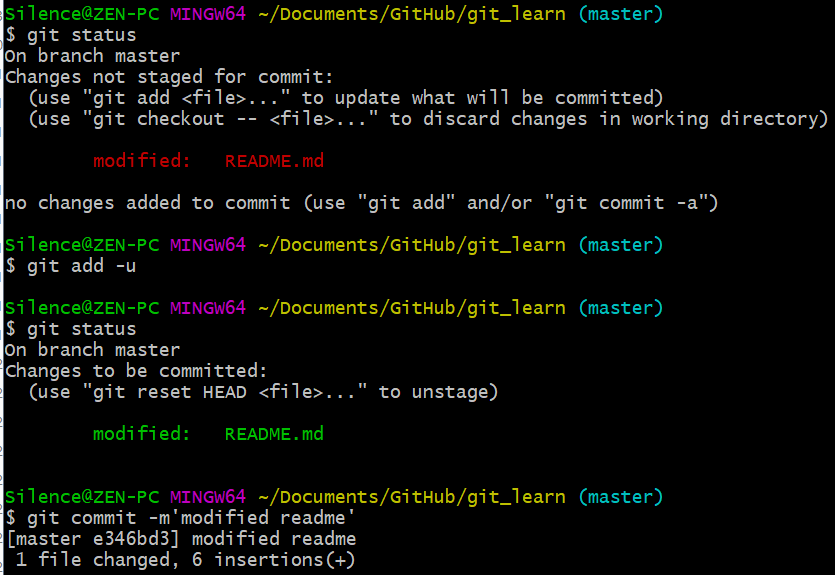 Silence@ZEN-PC MINGW64 ~/Documents/GitHub/git_learn (master)
$ git status
On branch master
Changes not staged for commit:
  (use "git add <file>..." to update what will be committed)
  (use "git checkout -- <file>..." to discard changes in working directory)

        modified:   README.md

no changes added to commit (use "git add" and/or "git commit -a")

Silence@ZEN-PC MINGW64 ~/Documents/GitHub/git_learn (master)
$ git add -u

Silence@ZEN-PC MINGW64 ~/Documents/GitHub/git_learn (master)
$ git status
On branch master
Changes to be committed:
  (use "git reset HEAD <file>..." to unstage)

        modified:   README.md


Silence@ZEN-PC MINGW64 ~/Documents/GitHub/git_learn (master)
$ git commit -m'modified readme'
[master e346bd3] modified readme
 1 file changed, 6 insertions(+)